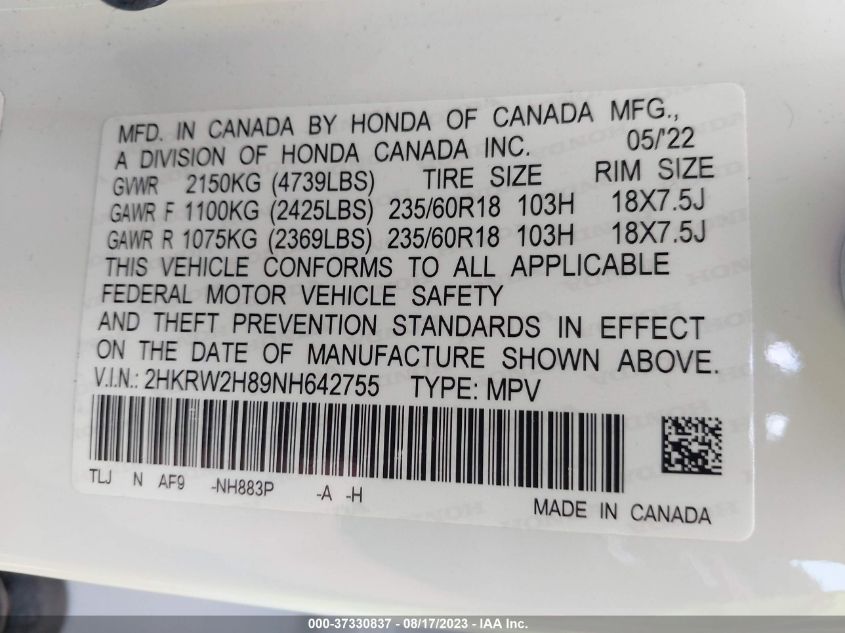 MFD. IN CANADA BY HONDA OF CANADA MFG.,
A DIVISION OF HONDA CANADA INC. 05/'22
GVWR 2150KG (4739LBS) TIRE SIZE RIM SIZE
GAWR F 1100KG (2425LBS) 235/60R18 103H 18X7.5J
GAWR R 1075KG (2369LBS) 235/60R18 103H 18X7.5J
THIS VEHICLE CONFORMS TO ALL APPLICABLE
FEDERAL MOTOR VEHICLE SAFETY
AND THEFT PREVENTION STANDARDS IN EFFECT
ON THE DATE OF MANUFACTURE SHOWN ABOVE.
V.I.N.: 2HKRW2H89NH642755 TYPE: MPV
TLJ N AF9 -NH883P -A -H
MADE IN CANADA
000-37330837 - 08/17/2023 - IAA Inc.